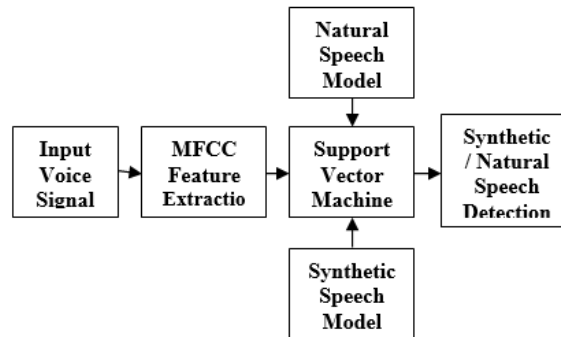 Natural
Speech
Model
Input
Voice
Signal
MFCC
Feature
Extractio
Support
Vector
Machine
Synthetic
/ Natural
Speech
Detection
Synthetic
Speech
Model